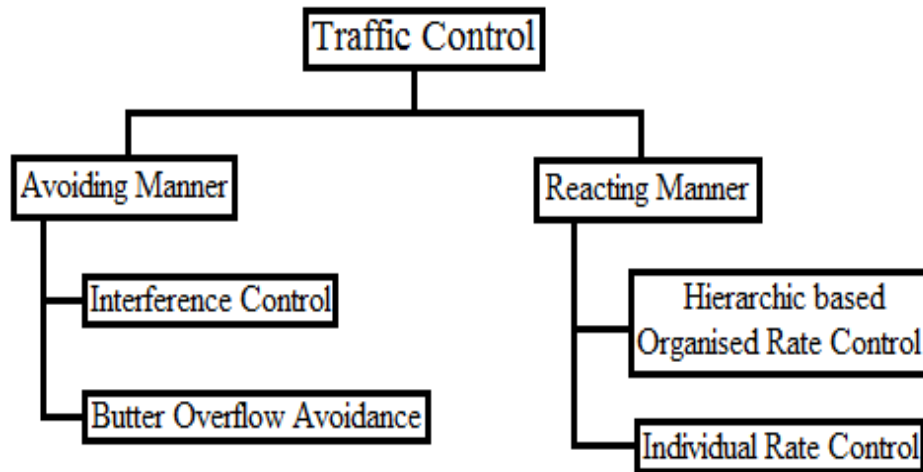 Traffic Control
Avoiding Manner
Reacting Manner
Interference Control
Hierarchic based
Organised Rate Control
Butter Overflow Avoidance
Individual Rate Control